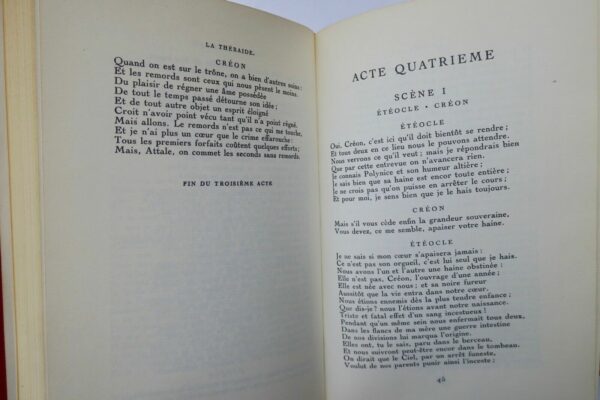 LA THÉBAIDE.
CRÉON
Quand on est sur le trône, on a bien d'autres soins :
Et les remords sont ceux qui nous pèsent le moins.
Du plaisir de régner une âme possédée
De tout le temps passé détourne son idée ;
Et de tout autre objet un esprit éloigné
Croit n'avoir point vécu tant qu'il n'a point régné.
Mais allons. Le remords n'est pas ce qui me touche,
Et je n'ai plus un cœur que le crime effarouche :
Tous les premiers forfaits coûtent quelques efforts ;
Mais, Attale, on commet les seconds sans remords.
FIN DU TROISIÈME ACTE
ACTE QUATRIEME
SCÈNE I
ÉTÉOCLE · CRÉON
ÉTÉOCLE
Oui, Créon, c'est ici qu'il doit bientôt se rendre ;
Et tous deux en ce lieu nous le pouvons attendre.
Nous verrons ce qu'il veut ; mais je répondrais bien
Que par cette entrevue on n'avancera rien.
Je connais Polynice et son humeur altière ;
Je sais bien que sa haine est encor toute entière ;
Je ne crois pas qu'on puisse en arrêter le cours ;
Et pour moi, je sens bien que je le hais toujours.
CRÉON
Mais s'il vous cède enfin la grandeur souveraine,
Vous devez, ce me semble, apaiser votre haine.
ÉTÉOCLE
Je ne sais si mon cœur s'apaisera jamais :
Ce n'est pas son orgueil, c'est lui seul que je hais.
Nous avons l'un et l'autre une haine obstinée :
Elle n'est pas, Créon, l'ouvrage d'une année ;
Elle est née avec nous ; et sa noire fureur
Aussitôt que la vie entra dans notre cœur.
Nous étions ennemis dès la plus tendre enfance ;
Que dis-je ? nous l'étions avant notre naissance.
Triste et fatal effet d'un sang incestueux !
Pendant qu'un même sein nous enfermait tous deux,
Dans les flancs de ma mère une guerre intestine
De nos divisions lui marqua l'origine.
Elles ont, tu le sais, paru dans le berceau,
Et nous suivront peut-être encor dans le tombeau.
On dirait que le Ciel, par un arrêt funeste,
Voulut de nos parents punir ainsi l'inceste ;
45